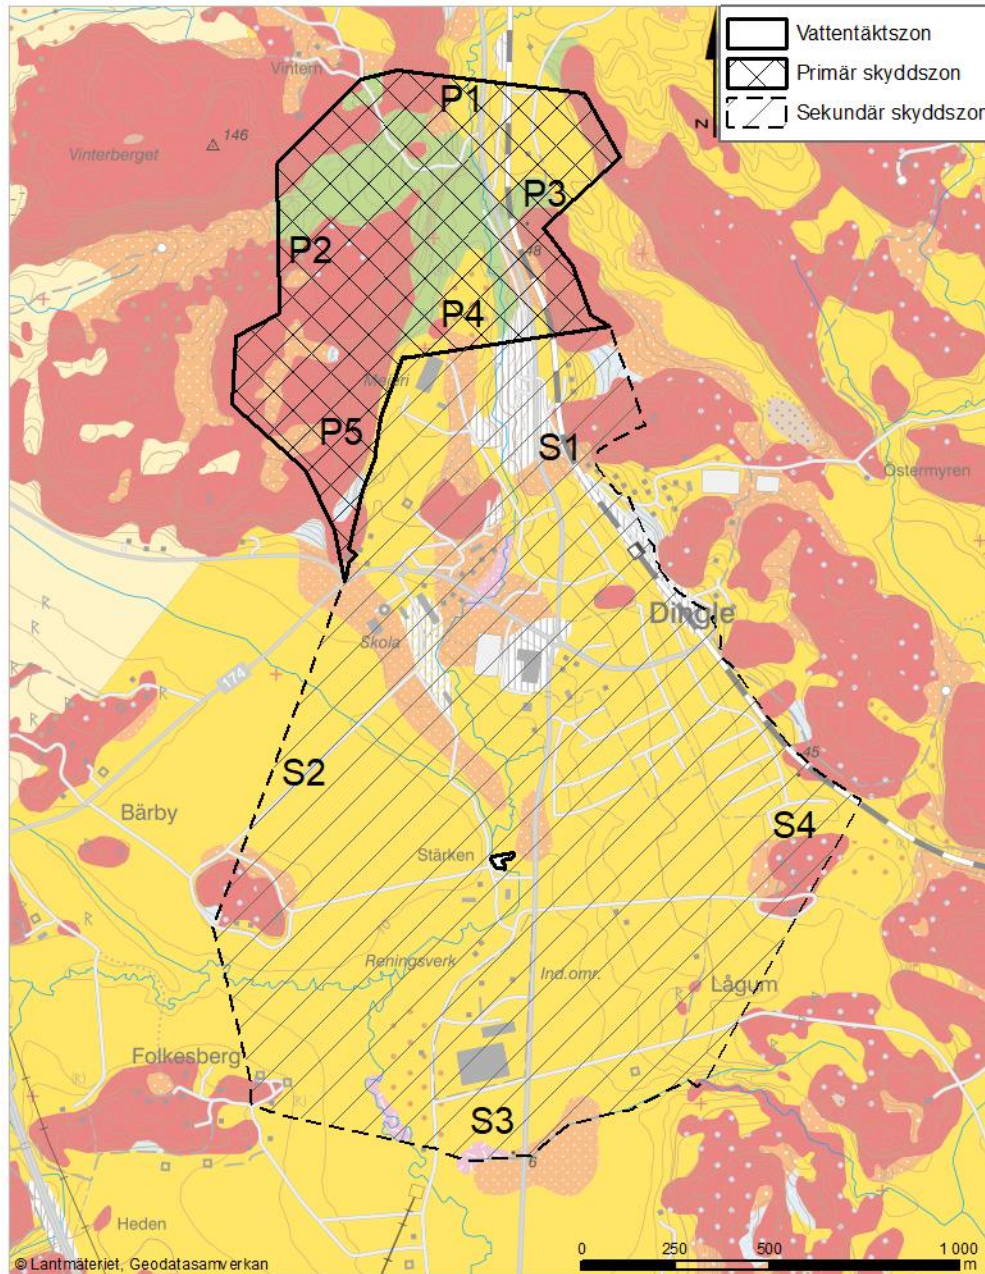 Vattentäktszon
Primär skyddszon
Sekundär skyddszon
N
Vintern
P1
146
Vinterberget
P3
P2
48
P4
Mejeri
P5
S1
Östermyren
Dingle
Skola
174
45
S2
Bärby
S4
Stärken
Reningsverk
Ind.omr.
Lågum
Folkesberg
S3
6
Heden
0 250 500 1 000
m
© Lantmäteriet, Geodatasamverkan